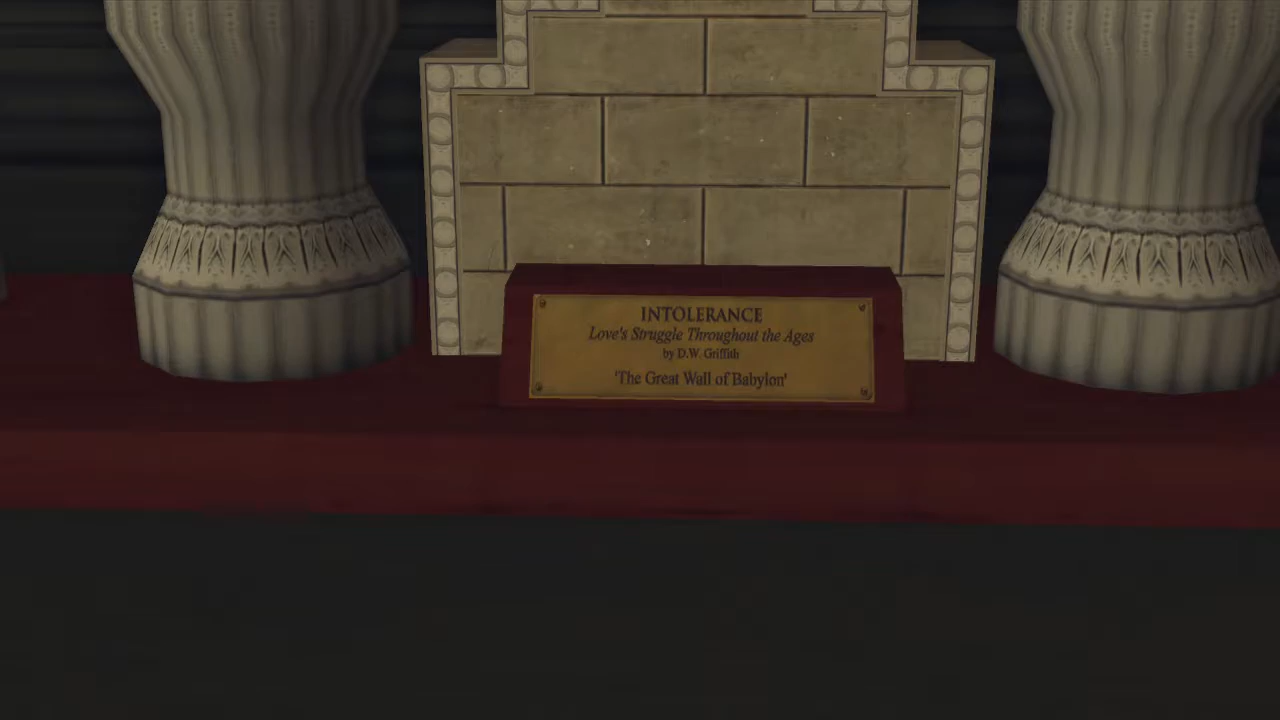 INTOLERANCE
Love's Struggle Throughout the Ages
by D.W. Griffith
'The Great Wall of Babylon'